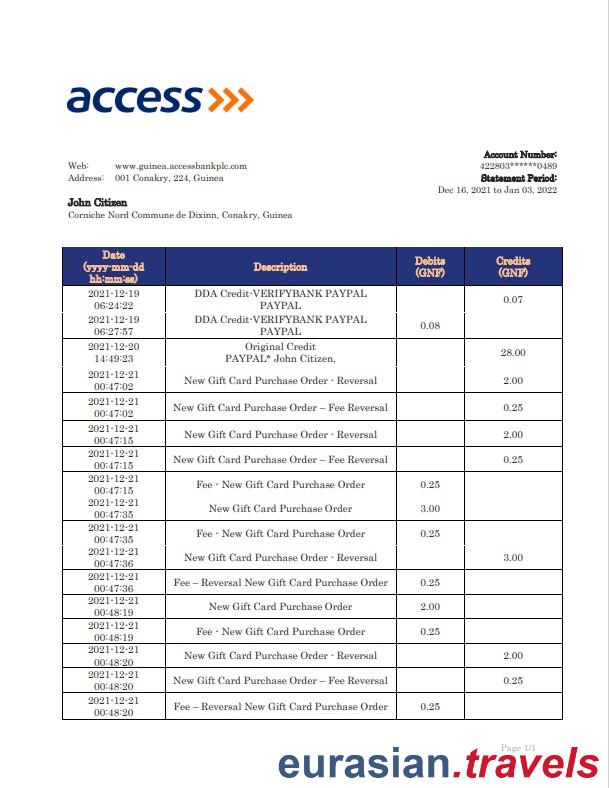 access
Account Number:
Web: www.guinea.accessbankplc.com 422803******0489
Address: 001 Conakry, 224, Guinea Statement Period:
Dec 16, 2021 to Jan 03, 2022
John Citizen
Corniche Nord Commune de Dixinn, Conakry, Guinea
Date
(yyyy-mm-dd
hh:mm:ss)
Description
Debits
(GNF)
Credits
(GNF)
2021-12-19
06:24:22
DDA Credit-VERIFYBANK PAYPAL
PAYPAL
0.07
2021-12-19
06:27:57
DDA Credit-VERIFYBANK PAYPAL
PAYPAL
0.08
2021-12-20
14:49:23
Original Credit
PAYPAL* John Citizen,
28.00
2021-12-21
00:47:02
New Gift Card Purchase Order - Reversal
2.00
2021-12-21
00:47:02
New Gift Card Purchase Order – Fee Reversal
0.25
2021-12-21
00:47:15
New Gift Card Purchase Order - Reversal
2.00
2021-12-21
00:47:15
New Gift Card Purchase Order – Fee Reversal
0.25
2021-12-21
00:47:15
Fee - New Gift Card Purchase Order
0.25
2021-12-21
00:47:35
New Gift Card Purchase Order
3.00
2021-12-21
00:47:35
Fee - New Gift Card Purchase Order
0.25
2021-12-21
00:47:36
New Gift Card Purchase Order - Reversal
3.00
2021-12-21
00:47:36
Fee – Reversal New Gift Card Purchase Order
0.25
2021-12-21
00:48:19
New Gift Card Purchase Order
2.00
2021-12-21
00:48:19
Fee - New Gift Card Purchase Order
0.25
2021-12-21
00:48:20
New Gift Card Purchase Order - Reversal
2.00
2021-12-21
00:48:20
New Gift Card Purchase Order – Fee Reversal
0.25
2021-12-21
00:48:20
Fee – Reversal New Gift Card Purchase Order
0.25
Page 1/1
eurasian.travels